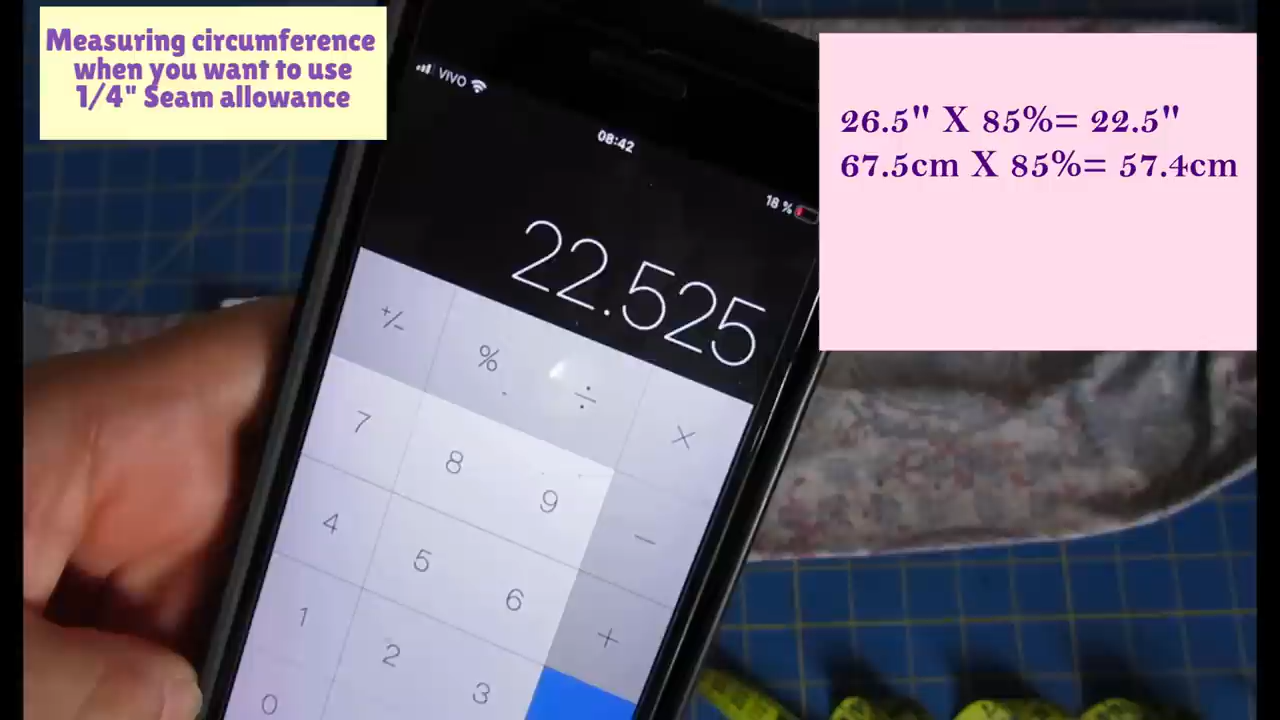 Measuring circumference
when you want to use
1/4" Seam allowance
26.5" X 85%= 22.5"
67.5cm X 85%= 57.4cm
VIVO
08:42
18 %
22.525
+/- % ÷ ×
7 8 9 −
4 5 6 +
1 2 3
0